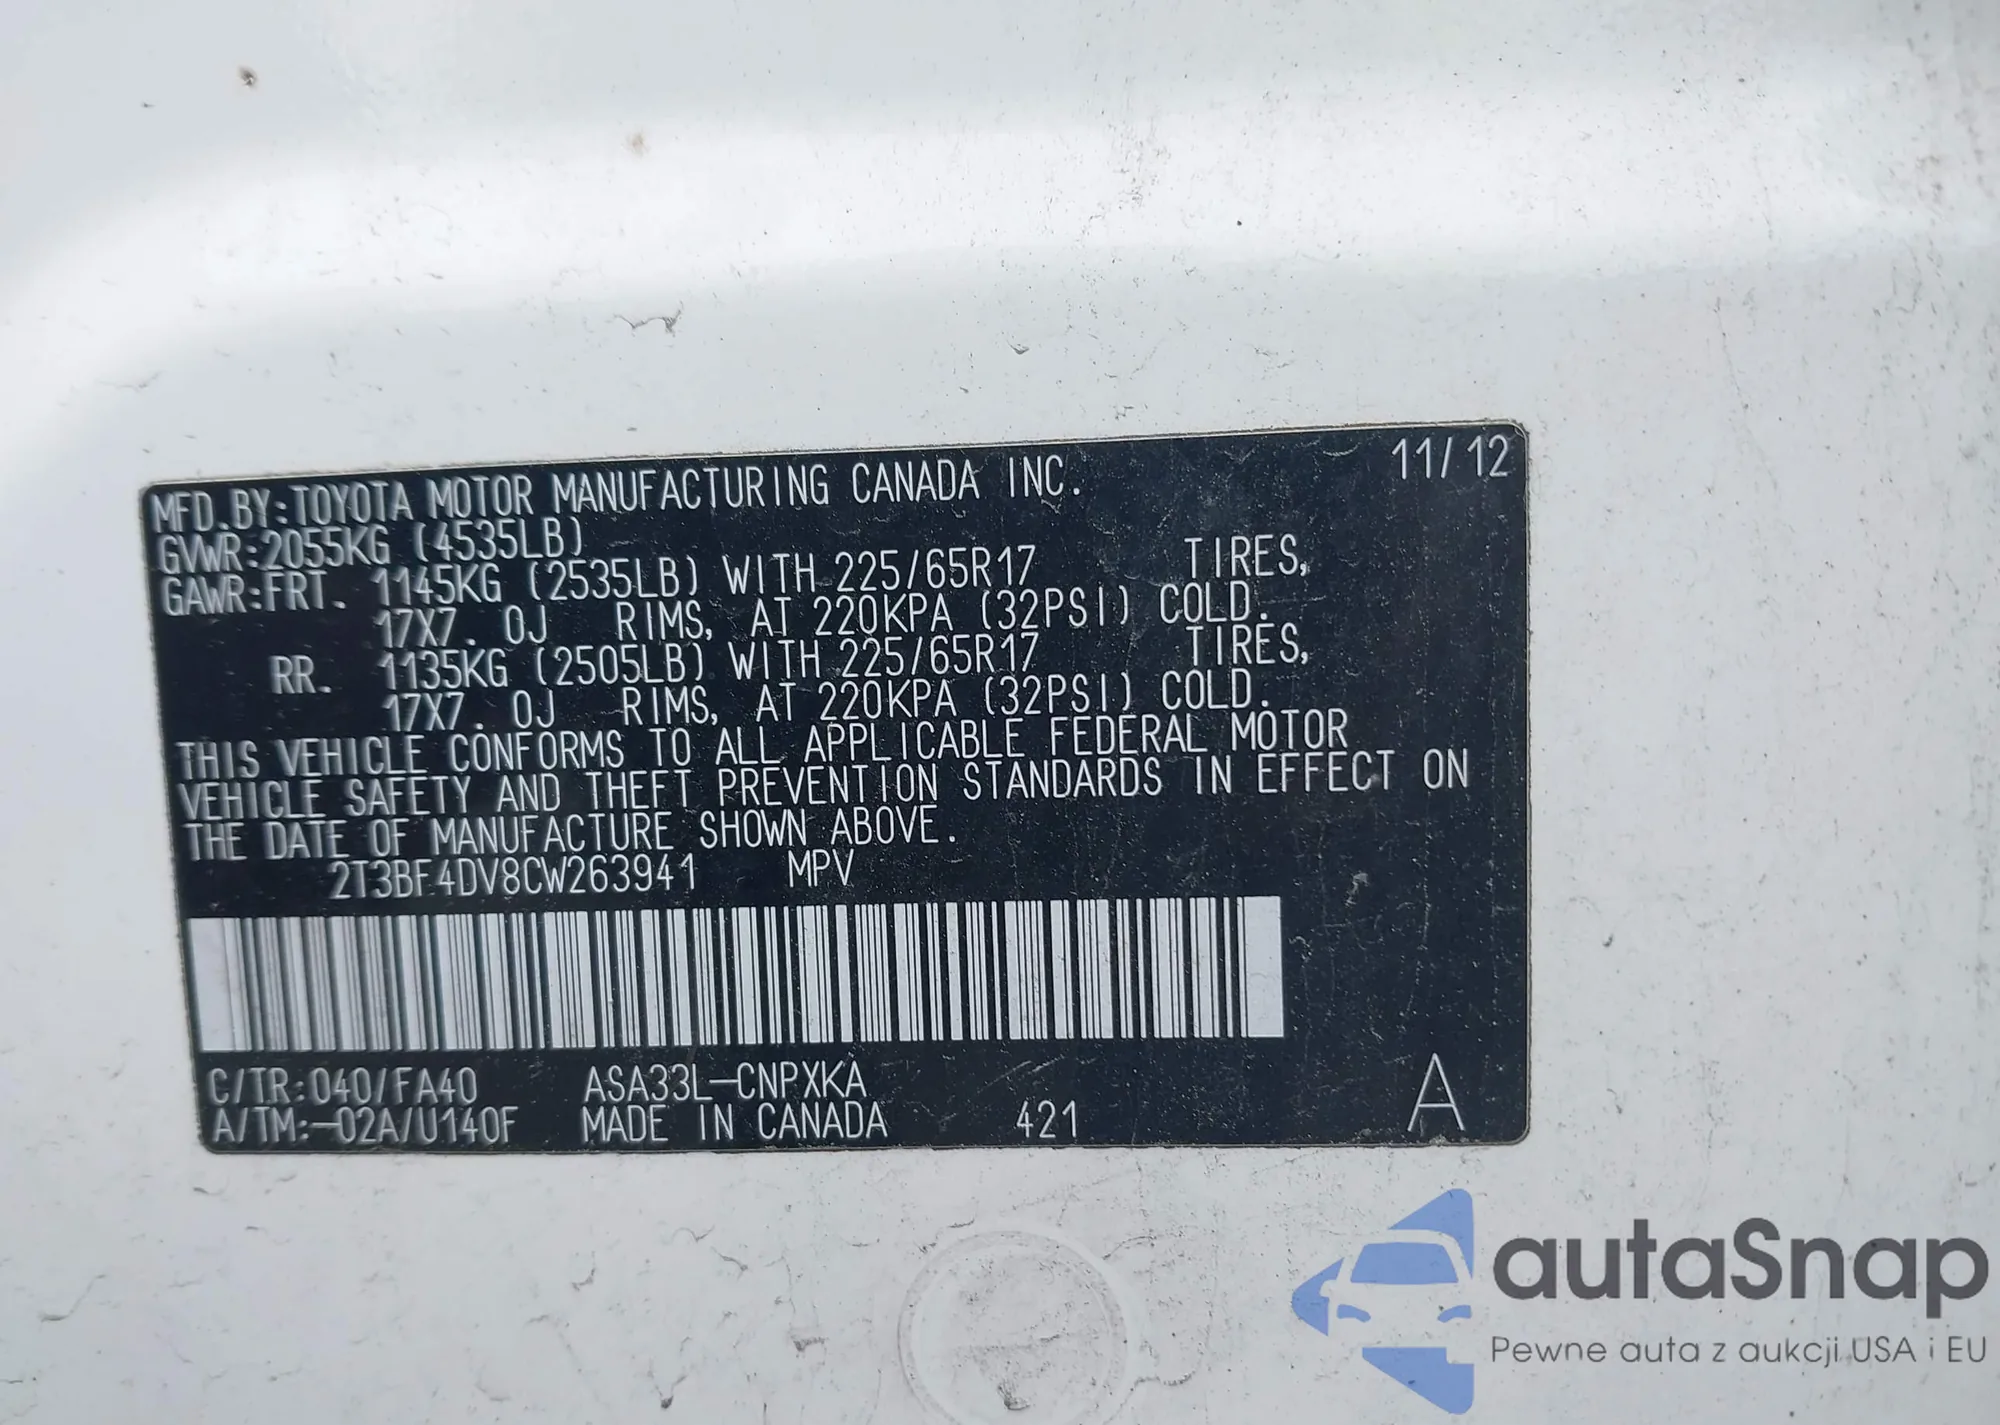 11/12
MFD.BY:TOYOTA MOTOR MANUFACTURING CANADA INC.
GVWR:2055KG (4535LB)
GAWR:FRT. 1145KG (2535LB) WITH 225/65R17 TIRES,
17X7.0J RIMS, AT 220KPA (32PSI) COLD.
RR. 1135KG (2505LB) WITH 225/65R17 TIRES,
17X7.0J RIMS, AT 220KPA (32PSI) COLD.
THIS VEHICLE CONFORMS TO ALL APPLICABLE FEDERAL MOTOR
VEHICLE SAFETY AND THEFT PREVENTION STANDARDS IN EFFECT ON
THE DATE OF MANUFACTURE SHOWN ABOVE.
2T3BF4DV8CW263941 MPV
C/TR:040/FA40 ASA33L-CNPXKA
A/TM:-02A/U140F MADE IN CANADA 421 A
autaSnap
Pewne auta z aukcji USA i EU